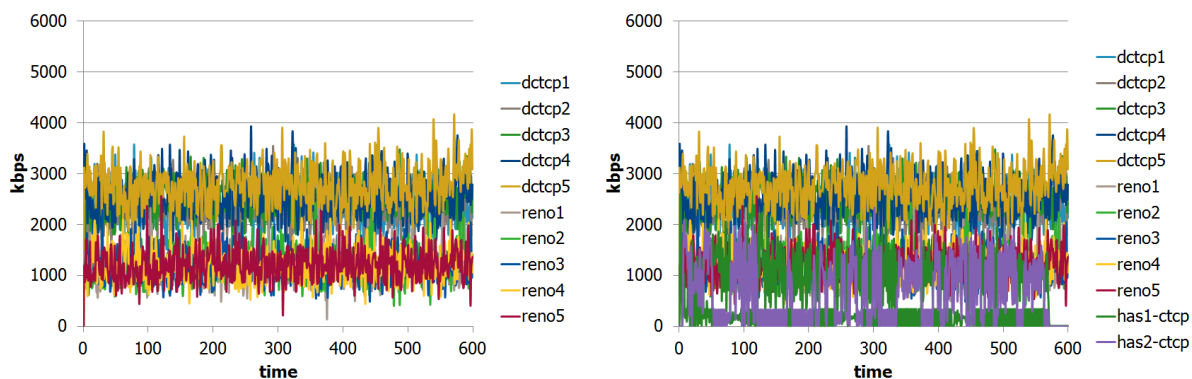 6000
5000
4000
3000
2000
1000
0
kbps
0 100 200 300 400 500 600
time
dctcp1
dctcp2
dctcp3
dctcp4
dctcp5
reno1
reno2
reno3
reno4
reno5
6000
5000
4000
3000
2000
1000
0
kbps
0 100 200 300 400 500 600
time
dctcp1
dctcp2
dctcp3
dctcp4
dctcp5
reno1
reno2
reno3
reno4
reno5
has1-ctcp
has2-ctcp